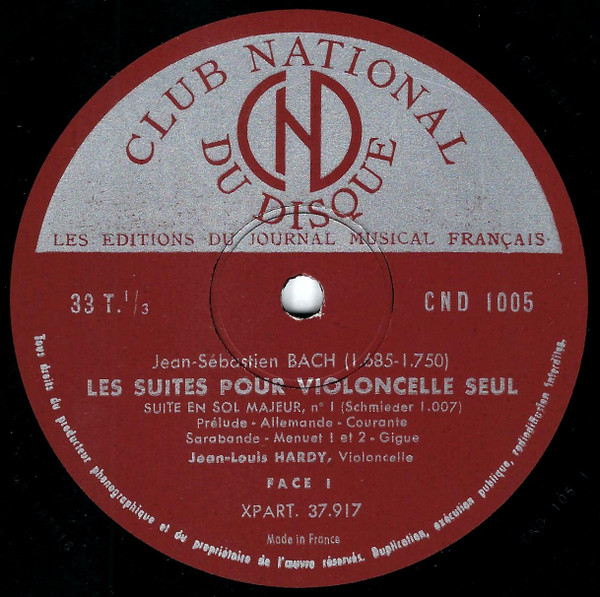 CLUB NATIONAL
CND
DU DISQUE
LES EDITIONS DU JOURNAL MUSICAL FRANÇAIS
33 T. 1/3
CND 1005
Jean-Sébastien BACH (1.685-1.750)
LES SUITES POUR VIOLONCELLE SEUL
SUITE EN SOL MAJEUR, n° 1 (Schmieder 1.007)
Prélude - Allemande - Courante
Sarabande - Menuet 1 et 2 - Gigue
Jean-Louis HARDY, Violoncelle
FACE 1
XPART. 37.917
Made in France
Tous droits du producteur phonographique et du propriétaire de l'œuvre réservés. Duplication, exécution publique, radiodiffusion interdites.